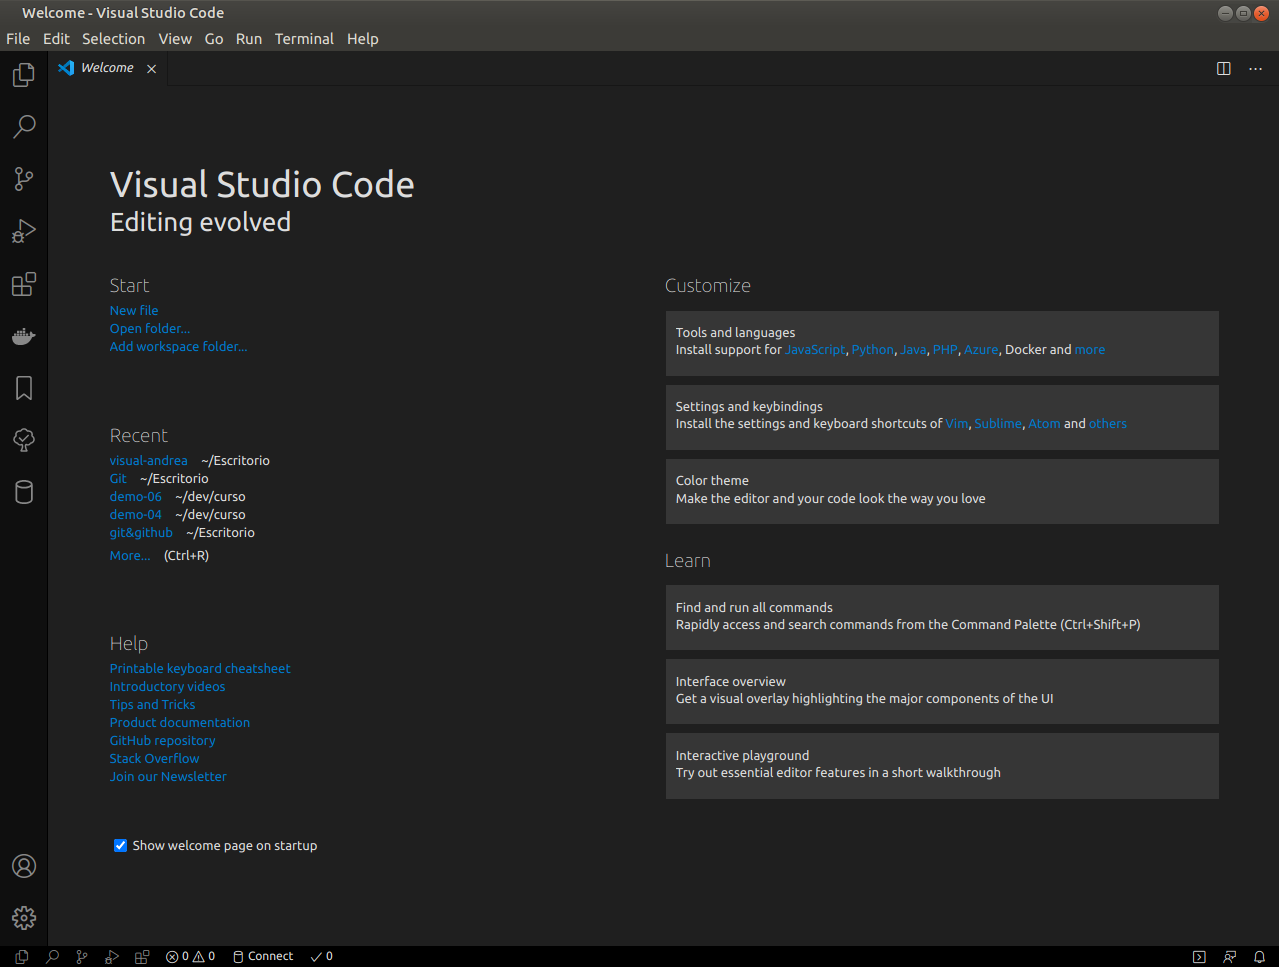 Welcome - Visual Studio Code
File Edit Selection View Go Run Terminal Help
Welcome
Visual Studio Code
Editing evolved
Start
New file
Open folder...
Add workspace folder...
Recent
visual-andrea ~/Escritorio
Git ~/Escritorio
demo-06 ~/dev/curso
demo-04 ~/dev/curso
git&github ~/Escritorio
More... (Ctrl+R)
Help
Printable keyboard cheatsheet
Introductory videos
Tips and Tricks
Product documentation
GitHub repository
Stack Overflow
Join our Newsletter
Show welcome page on startup
Customize
Tools and languages
Install support for JavaScript, Python, Java, PHP, Azure, Docker and more
Settings and keybindings
Install the settings and keyboard shortcuts of Vim, Sublime, Atom and others
Color theme
Make the editor and your code look the way you love
Learn
Find and run all commands
Rapidly access and search commands from the Command Palette (Ctrl+Shift+P)
Interface overview
Get a visual overlay highlighting the major components of the UI
Interactive playground
Try out essential editor features in a short walkthrough
0 0 Connect 0